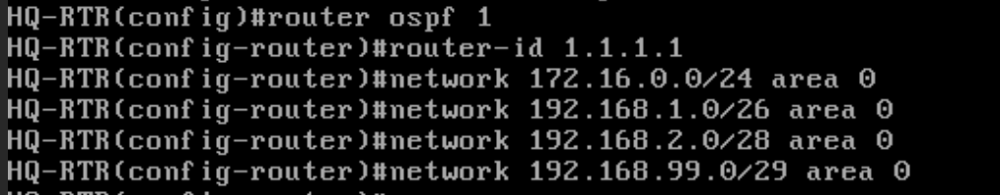 HQ-RTR(config)#router ospf 1
HQ-RTR(config-router)#router-id 1.1.1.1
HQ-RTR(config-router)#network 172.16.0.0/24 area 0
HQ-RTR(config-router)#network 192.168.1.0/26 area 0
HQ-RTR(config-router)#network 192.168.2.0/28 area 0
HQ-RTR(config-router)#network 192.168.99.0/29 area 0